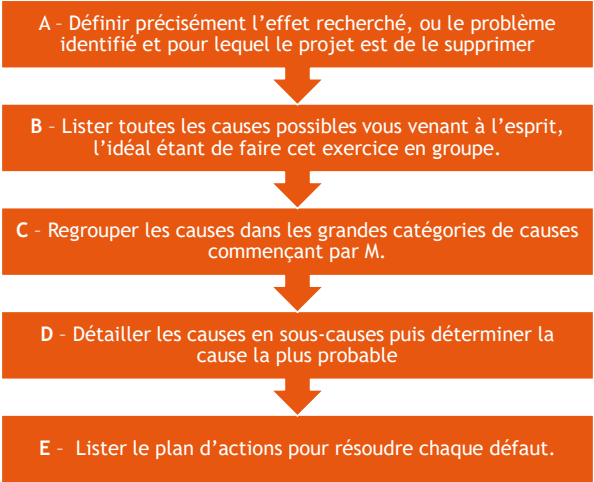 A – Définir précisément l’effet recherché, ou le problème
identifié et pour lequel le projet est de le supprimer
B – Lister toutes les causes possibles vous venant à l’esprit,
l’idéal étant de faire cet exercice en groupe.
C – Regrouper les causes dans les grandes catégories de causes
commençant par M.
D – Détailler les causes en sous-causes puis déterminer la
cause la plus probable
E – Lister le plan d’actions pour résoudre chaque défaut.